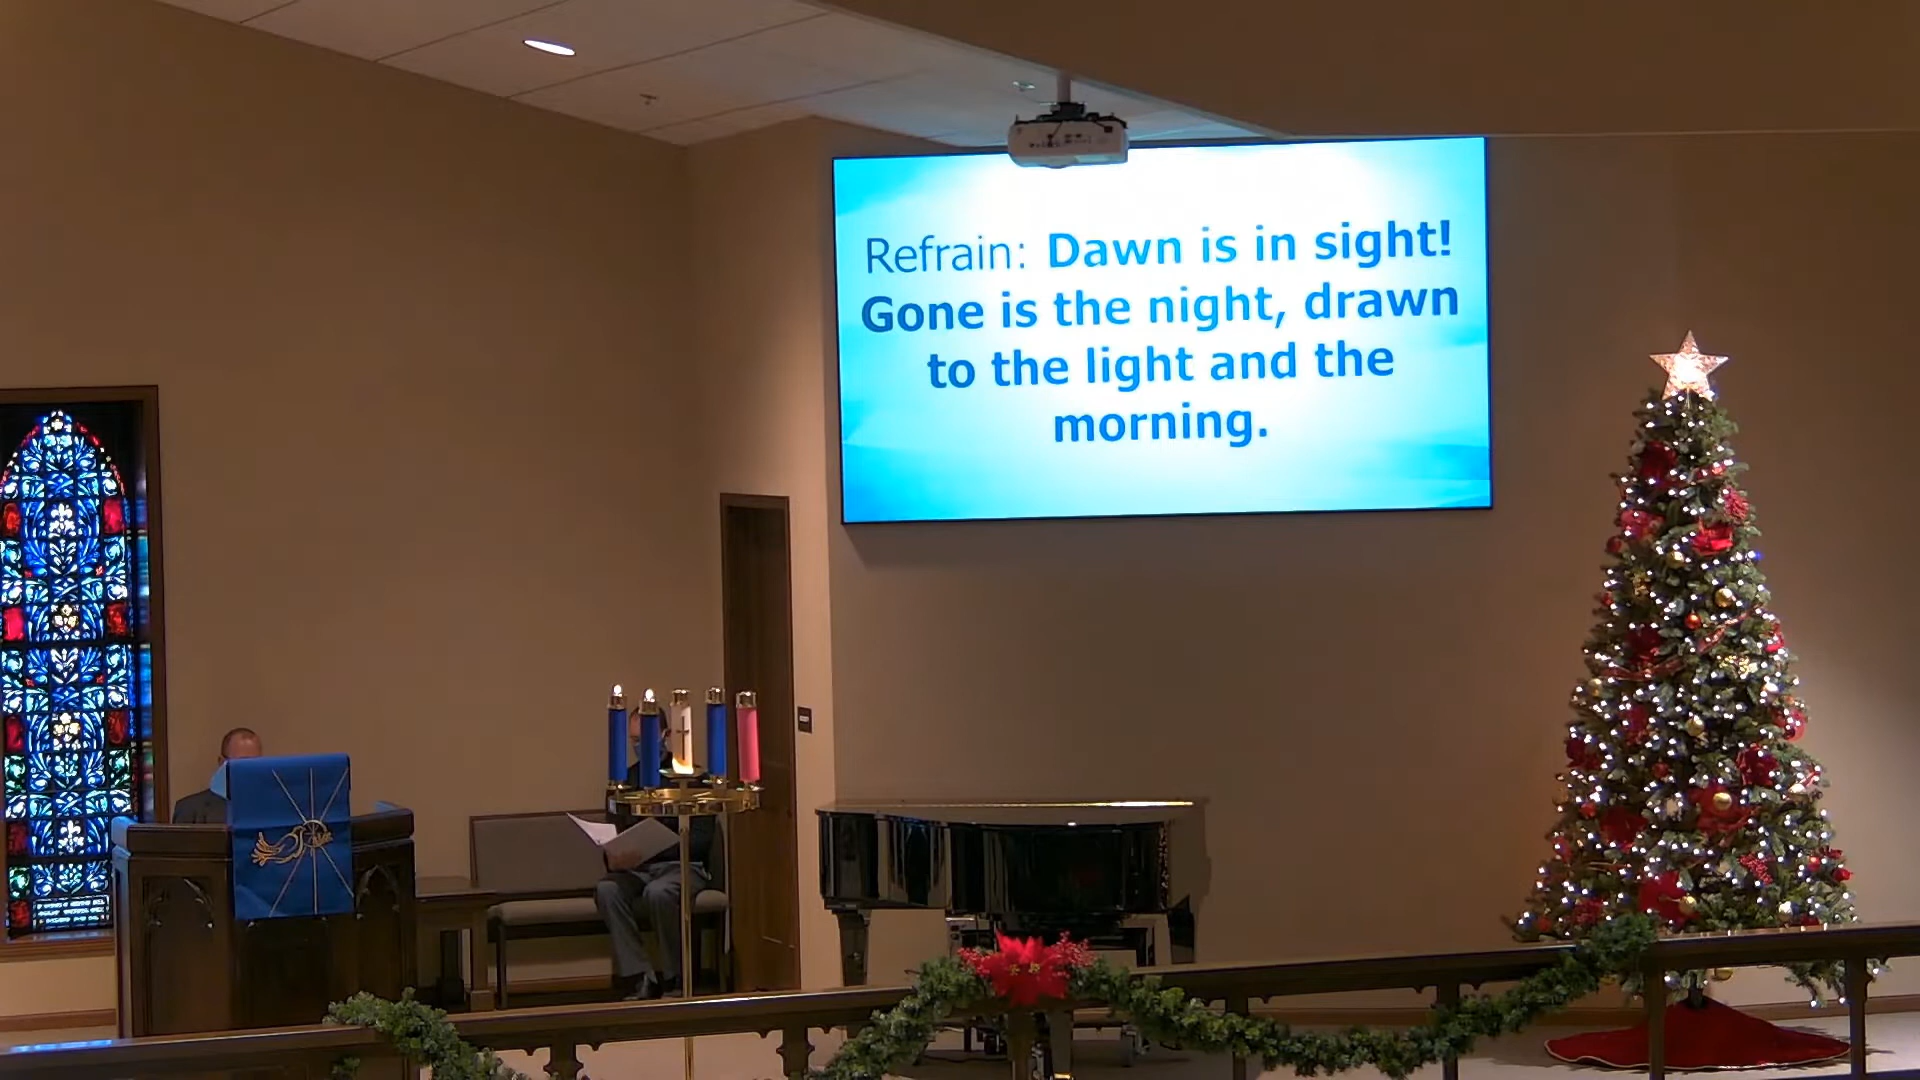 Refrain: Dawn is in sight!
Gone is the night, drawn
to the light and the
morning.